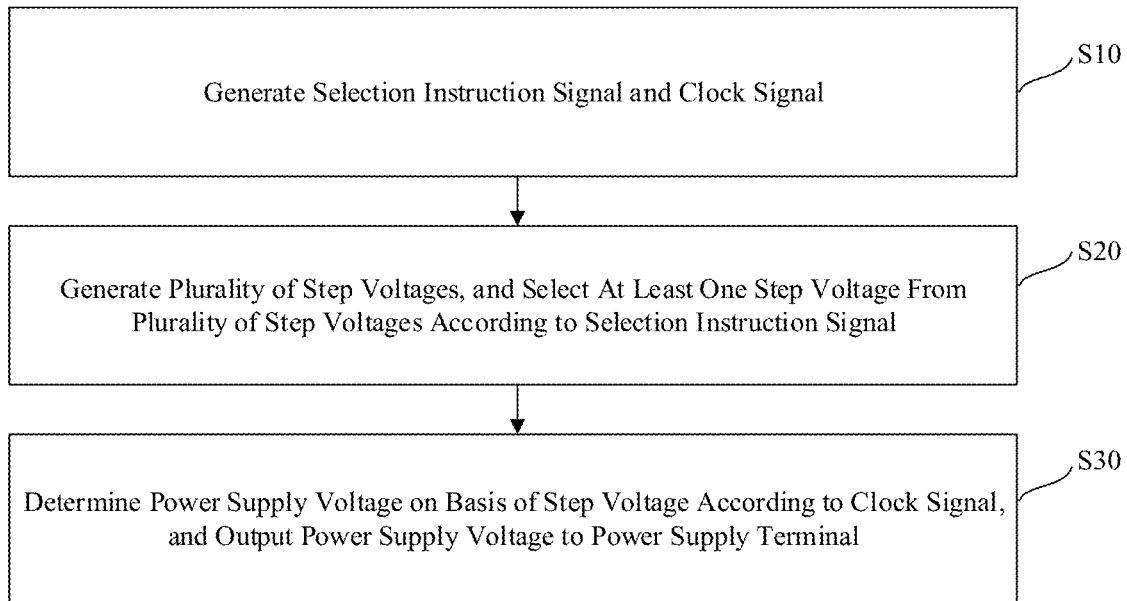 Generate Selection Instruction Signal and Clock Signal
S10
Generate Plurality of Step Voltages, and Select At Least One Step Voltage From
Plurality of Step Voltages According to Selection Instruction Signal
S20
Determine Power Supply Voltage on Basis of Step Voltage According to Clock Signal,
and Output Power Supply Voltage to Power Supply Terminal
S30